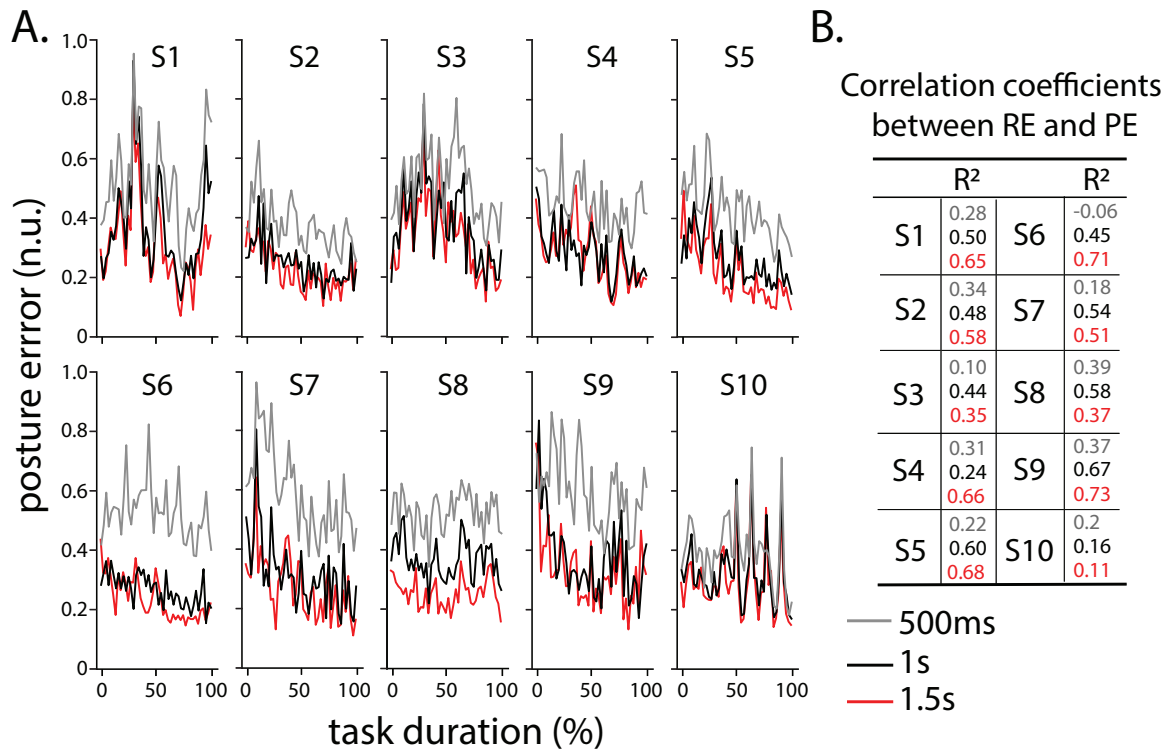 A.
B.
S1 S2 S3 S4 S5
1.0
0.8
0.6
0.4
0.2
0
S6 S7 S8 S9 S10
1.0
0.8
0.6
0.4
0.2
0
posture errror (n.u.)
0 50 100 0 50 100 0 50 100 0 50 100 0 50 100
task duration (%)
Correlation coefficients
between RE and PE
R² R²
S1 0.28 0.50 0.65 S6 -0.06 0.45 0.71
S2 0.34 0.48 0.58 S7 0.18 0.54 0.51
S3 0.10 0.44 0.35 S8 0.39 0.58 0.37
S4 0.31 0.24 0.66 S9 0.37 0.67 0.73
S5 0.22 0.60 0.68 S10 0.2 0.16 0.11
500ms
1s
1.5s